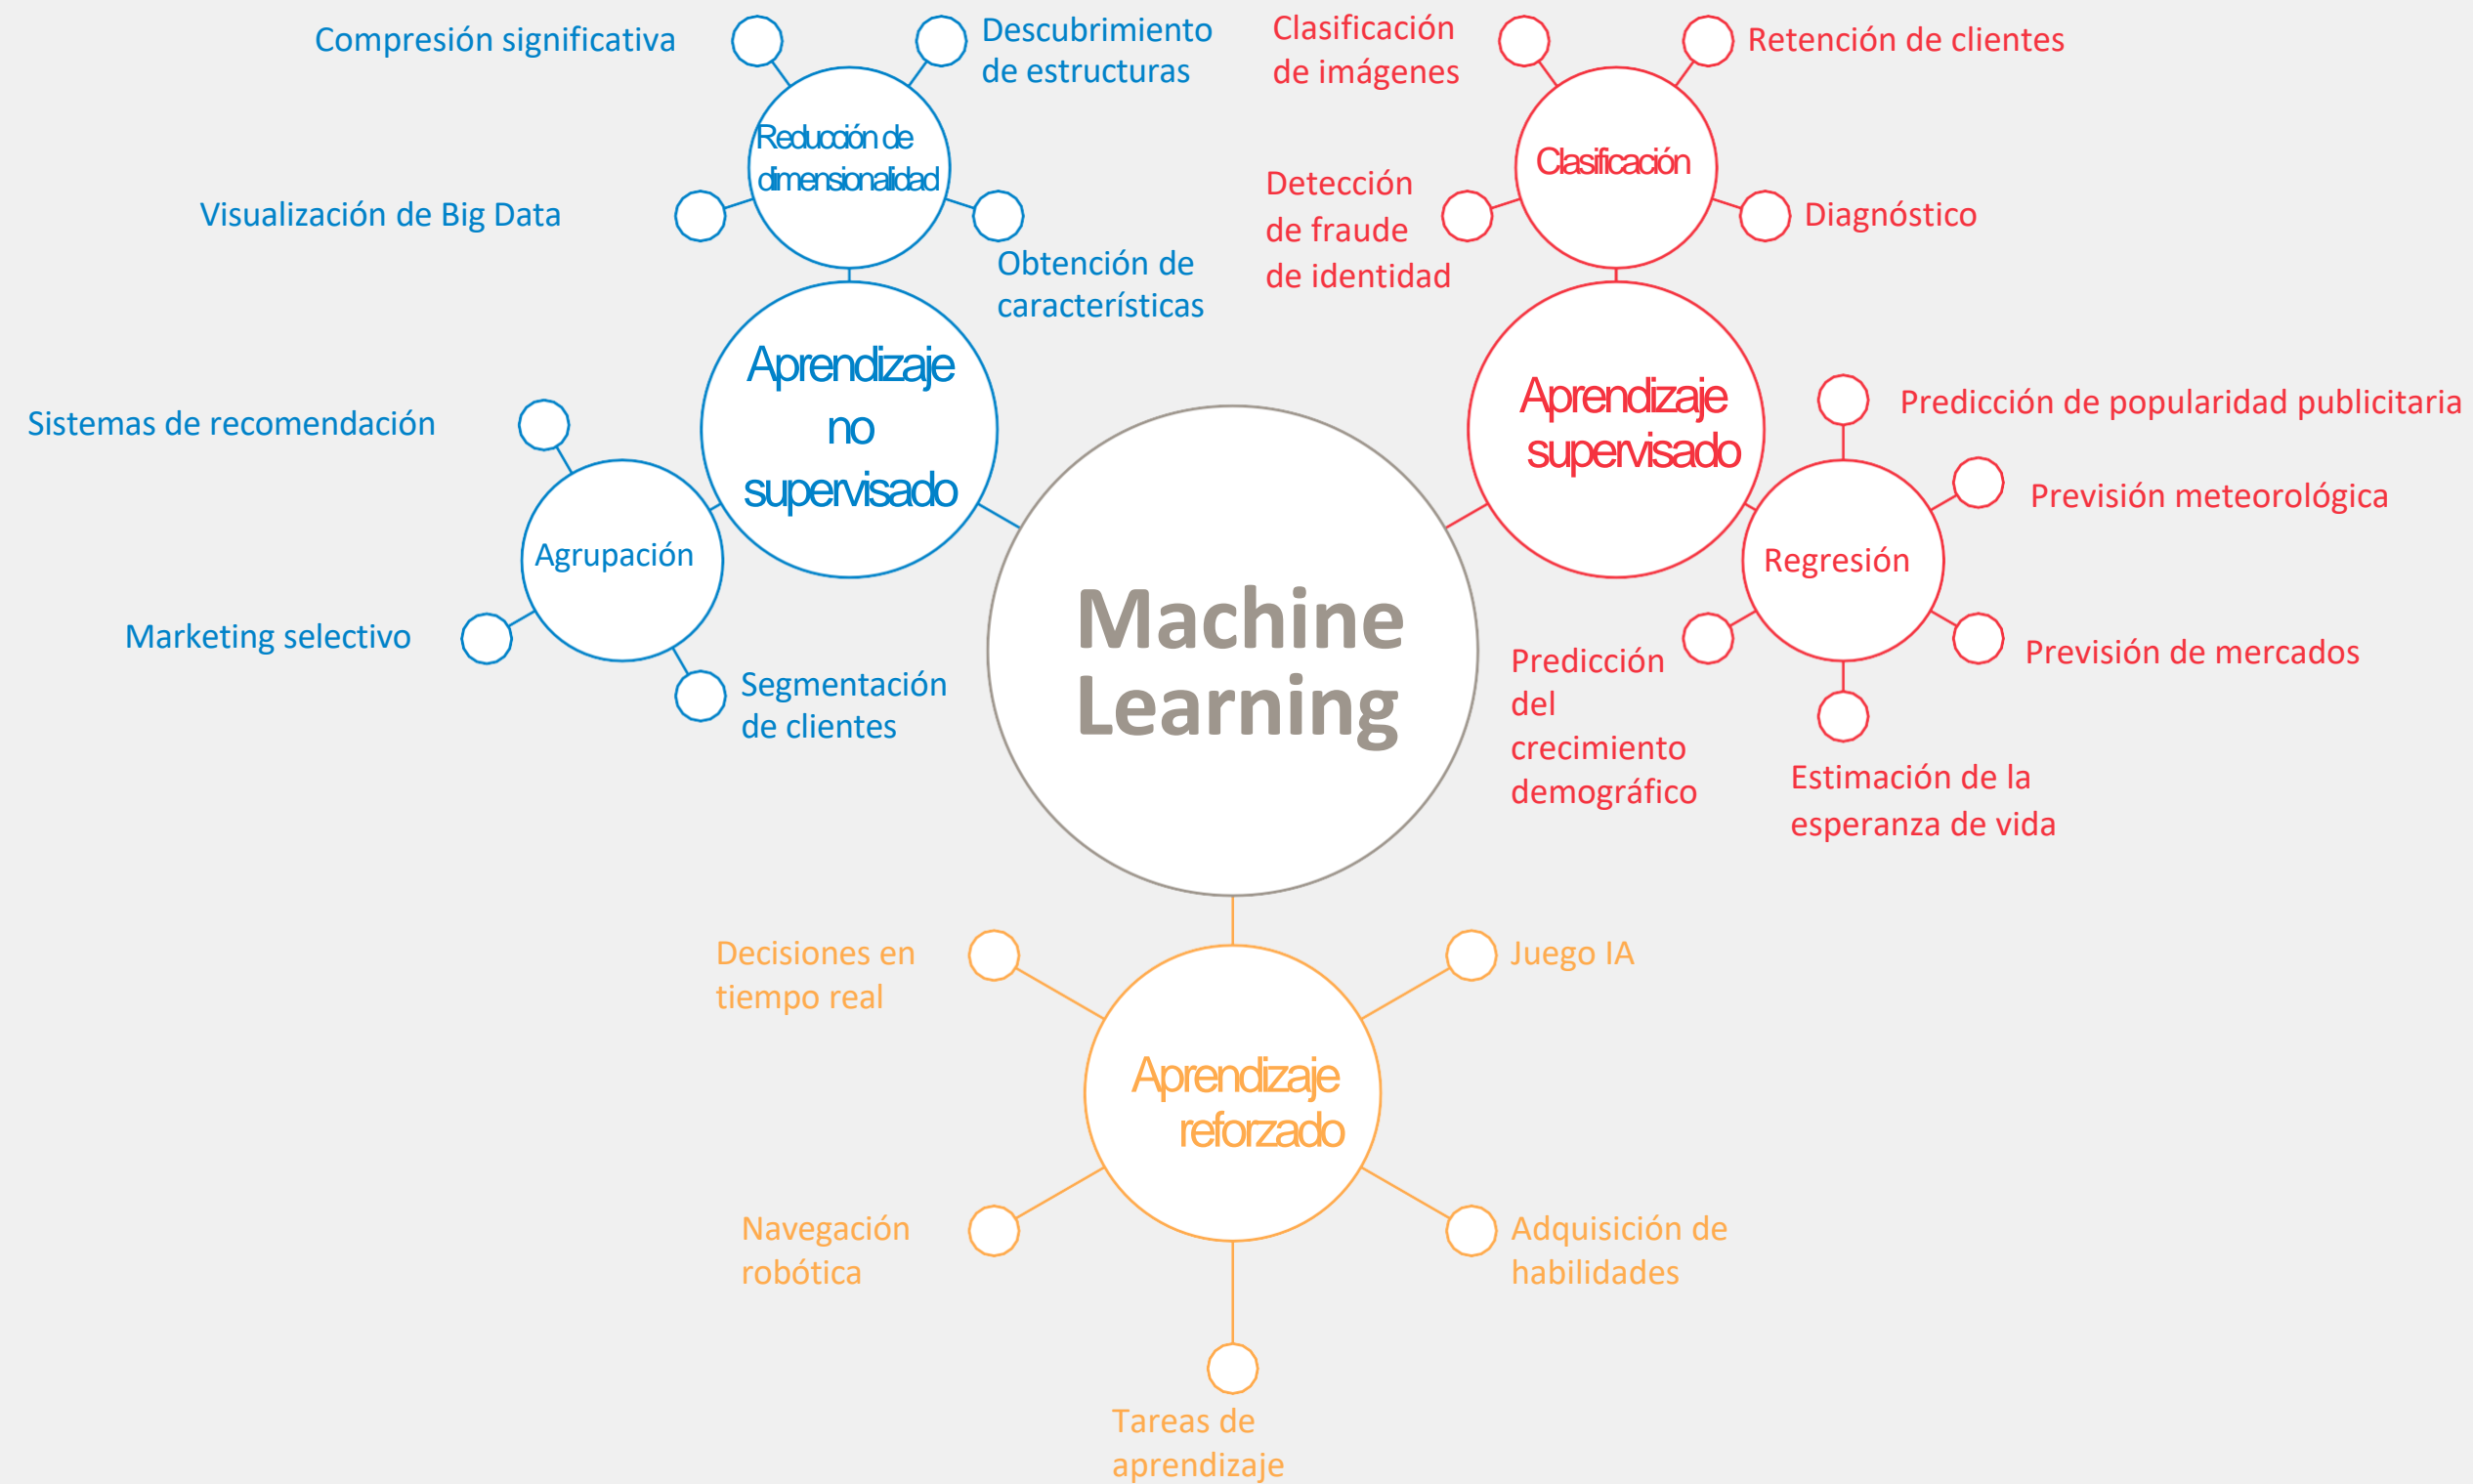 Compresión significativa
Descubrimiento
de estructuras
Reducción de
dimensionalidad
Visualización de Big Data
Obtención de
características
Aprendizaje
no
supervisado
Sistemas de recomendación
Agrupación
Marketing selectivo
Segmentación
de clientes
Clasificación
de imágenes
Retención de clientes
Clasificación
Detección
de fraude
de identidad
Diagnóstico
Aprendizaje
supervisado
Predicción de popularidad publicitaria
Previsión meteorológica
Regresión
Previsión de mercados
Predicción
del
crecimiento
demográfico
Estimación de la
esperanza de vida
Machine
Learning
Decisiones en
tiempo real
Juego IA
Aprendizaje
reforzado
Navegación
robótica
Adquisición de
habilidades
Tareas de
aprendizaje